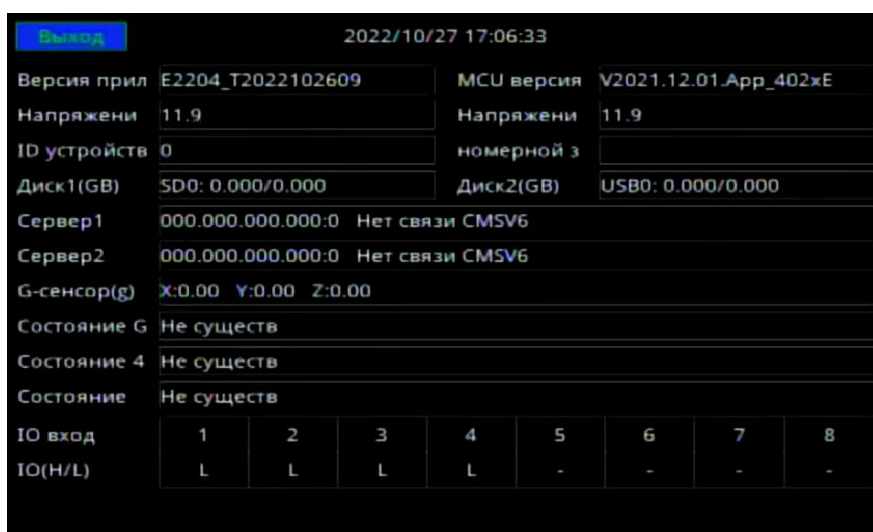 Выход 2022/10/27 17:06:33
Версия прил E2204_T2022102609 MCU версия V2021.12.01.App_402xE
Напряжени 11.9 Напряжени 11.9
ID устройств 0 номерной з
Диск1(GB) SD0: 0.000/0.000 Диск2(GB) USB0: 0.000/0.000
Сервер1 000.000.000.000:0 Нет связи CMSV6
Сервер2 000.000.000.000:0 Нет связи CMSV6
G-сенсор(g) X:0.00 Y:0.00 Z:0.00
Состояние G Не существ
Состояние 4 Не существ
Состояние Не существ
IO вход 1 2 3 4 5 6 7 8
IO(H/L) L L L L - - - -